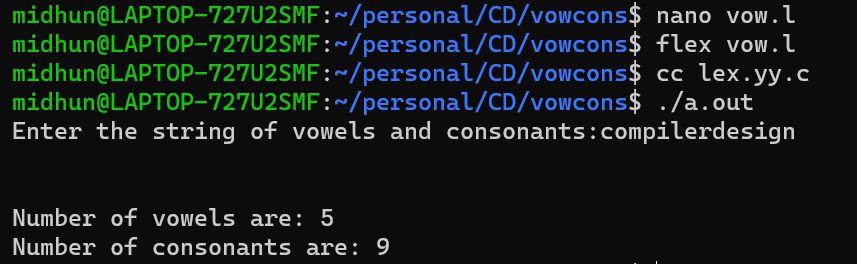 midhun@LAPTOP-727U2SMF:~/personal/CD/vowcons$ nano vow.l
midhun@LAPTOP-727U2SMF:~/personal/CD/vowcons$ flex vow.l
midhun@LAPTOP-727U2SMF:~/personal/CD/vowcons$ cc lex.yy.c
midhun@LAPTOP-727U2SMF:~/personal/CD/vowcons$ ./a.out
Enter the string of vowels and consonants:compilerdesign
Number of vowels are: 5
Number of consonants are: 9